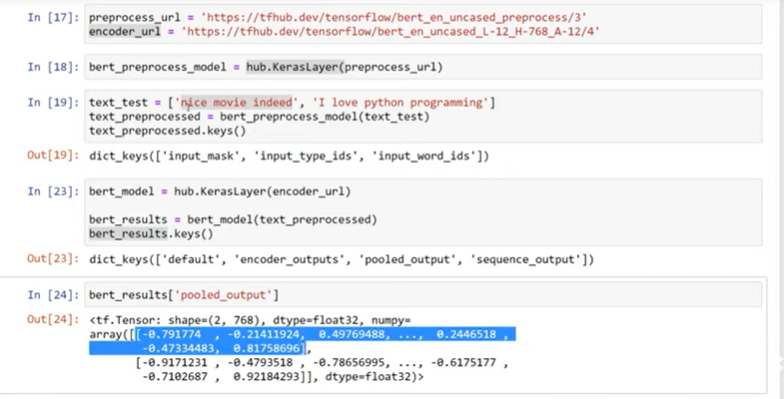 In [17]: preprocess_url = 'https://tfhub.dev/tensorflow/bert_en_uncased_preprocess/3'
encoder_url = 'https://tfhub.dev/tensorflow/bert_en_uncased_L-12_H-768_A-12/4'
In [18]: bert_preprocess_model = hub.KerasLayer(preprocess_url)
In [19]: text_test = ['nice movie indeed', 'I love python programming']
text_preprocessed = bert_preprocess_model(text_test)
text_preprocessed.keys()
Out[19]: dict_keys(['input_mask', 'input_type_ids', 'input_word_ids'])
In [23]: bert_model = hub.KerasLayer(encoder_url)
bert_results = bert_model(text_preprocessed)
bert_results.keys()
Out[23]: dict_keys(['default', 'encoder_outputs', 'pooled_output', 'sequence_output'])
In [24]: bert_results['pooled_output']
Out[24]: <tf.Tensor: shape=(2, 768), dtype=float32, numpy=
array([[-0.791774 , -0.21411924, 0.49769488, ..., 0.2446518 ,
-0.47334483, 0.81758696],
[-0.9171231 , -0.4793518 , -0.78656995, ..., -0.6175177 ,
-0.7102687 , 0.92184293]], dtype=float32)>